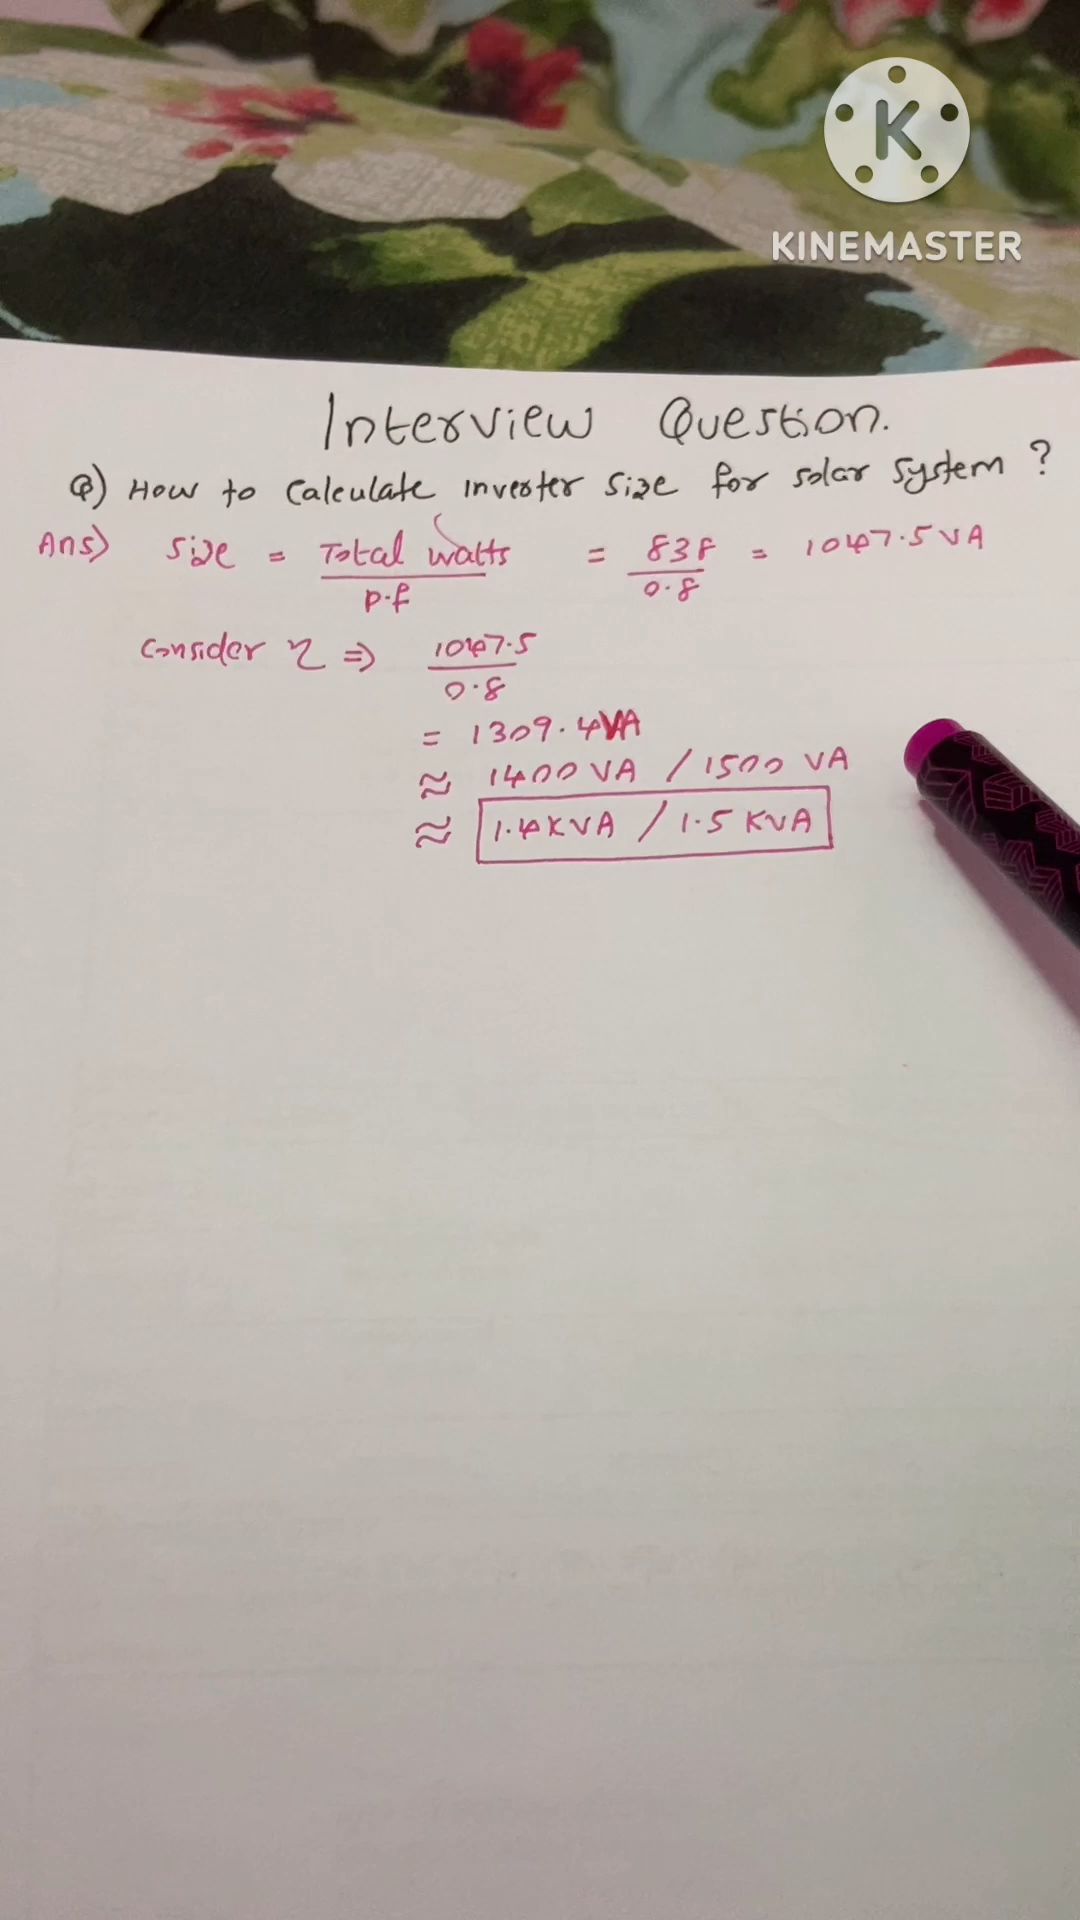 K
KINEMASTER
Interview Question.
Q) How to Calculate inverter size for solar system ?
Ans) Size = Total watts / p.f = 838 / 0.8 = 1047.5 VA
Consider η ⇒ 1047.5 / 0.8
= 1309.4VA
≈ 1400 VA / 1500 VA
≈ 1.4KVA / 1.5 KVA